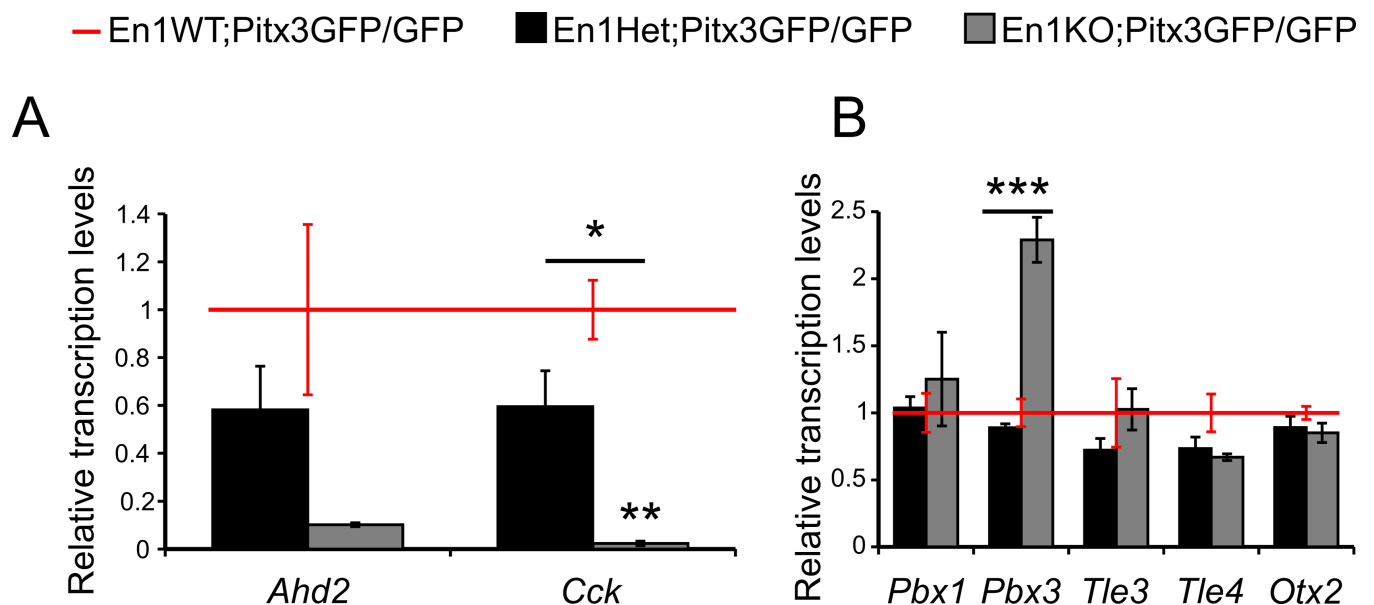 En1WT;Pitx3GFP/GFP En1Het;Pitx3GFP/GFP En1KO;Pitx3GFP/GFP
A
Relative transcription levels
1.4
1.2
1
0.8
0.6
0.4
0.2
0
*
**
Ahd2 Cck
B
Relative transcription levels
2.5
2
1.5
1
0.5
0
***
Pbx1 Pbx3 Tle3 Tle4 Otx2